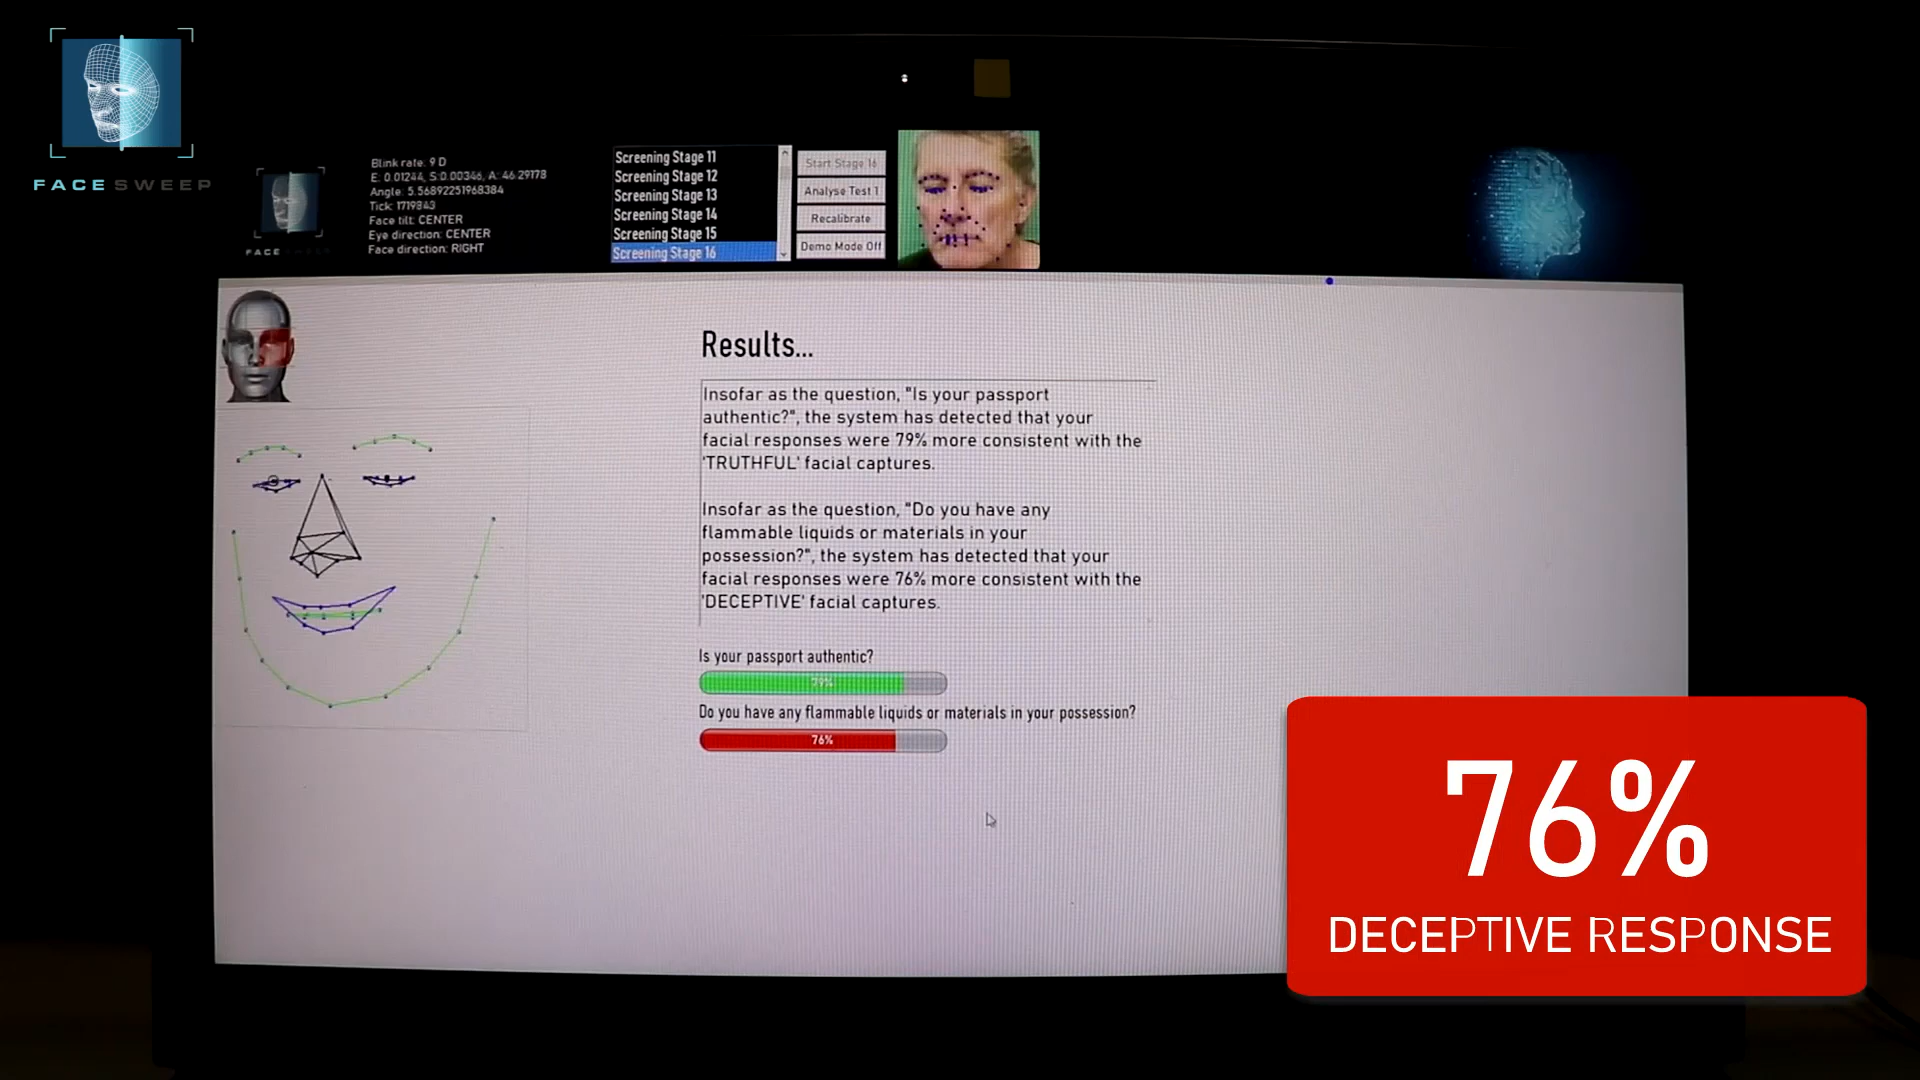 FACE SWEEP
Blink rate: 9 D
E: 0.01244, S:0.00346, A: 46.29178
Angle: 5.56892251968384
Tick: 1719843
Face tilt: CENTER
Eye direction: CENTER
Face direction: RIGHT
FACE SWEEP
Screening Stage 11
Screening Stage 12
Screening Stage 13
Screening Stage 14
Screening Stage 15
Screening Stage 16
Start Stage 16
Analyse Test 1
Recalibrate
Demo Mode Off
Results...
Insofar as the question, "Is your passport
authentic?", the system has detected that your
facial responses were 79% more consistent with the
'TRUTHFUL' facial captures.
Insofar as the question, "Do you have any
flammable liquids or materials in your
possession?", the system has detected that your
facial responses were 76% more consistent with the
'DECEPTIVE' facial captures.
Is your passport authentic?
79%
Do you have any flammable liquids or materials in your possession?
76%
76%
DECEPTIVE RESPONSE